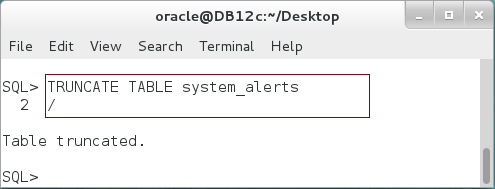 oracle@DB12c:~/Desktop
File Edit View Search Terminal Help
SQL> TRUNCATE TABLE system_alerts
2 /
Table truncated.
SQL>